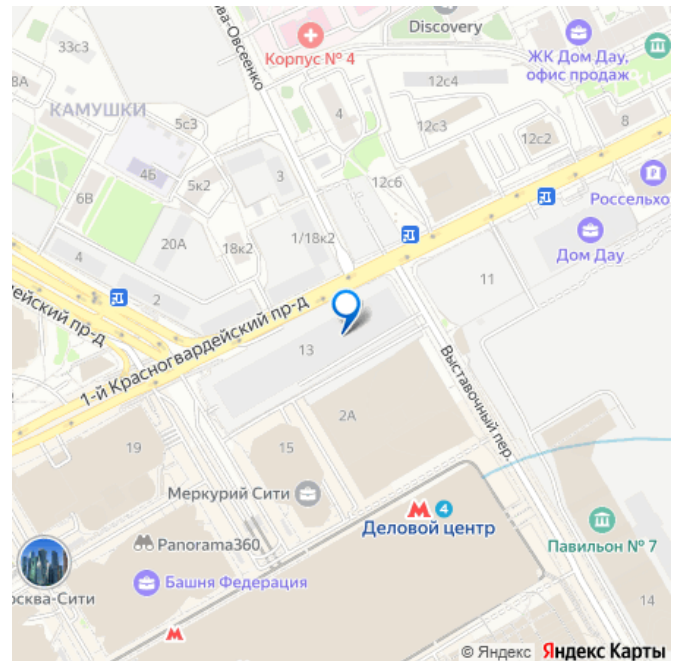 33с3
ова-Овсеенко
Discovery
Корпус № 4
ЖК Дом Дау,
офис продаж
8А
12с4
КАМУШКИ
4
5с3
12с3
8
12с2
4Б
5к2
3
12с6
6В
Россельхо
1/18к2
20А
18к2
Дом Дау
4
11
2
ейский пр-д
1-й Красногвардейский пр-д
13
Выставочный пер.
2А
19
15
Меркурий Сити
4
Деловой центр
Panorama360
Павильон № 7
Башня Федерация
осква-Сити
14
© Яндекс Яндекс Карты